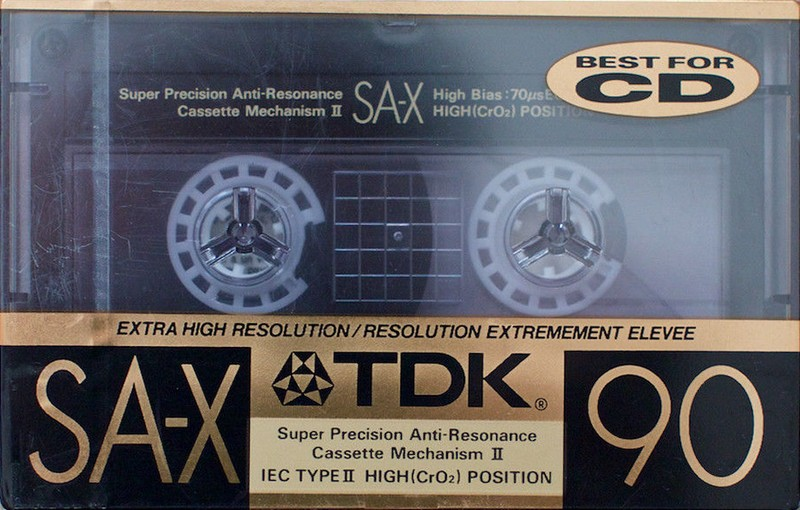 BEST FOR
CD
Super Precision Anti-Resonance
Cassette Mechanism II
SA-X
High Bias:70μs
HIGH(CrO₂) POSITION
EXTRA HIGH RESOLUTION/RESOLUTION EXTREMEMENT ELEVEE
SA-X
TDK®
90
Super Precision Anti-Resonance
Cassette Mechanism II
IEC TYPE II HIGH(CrO₂) POSITION